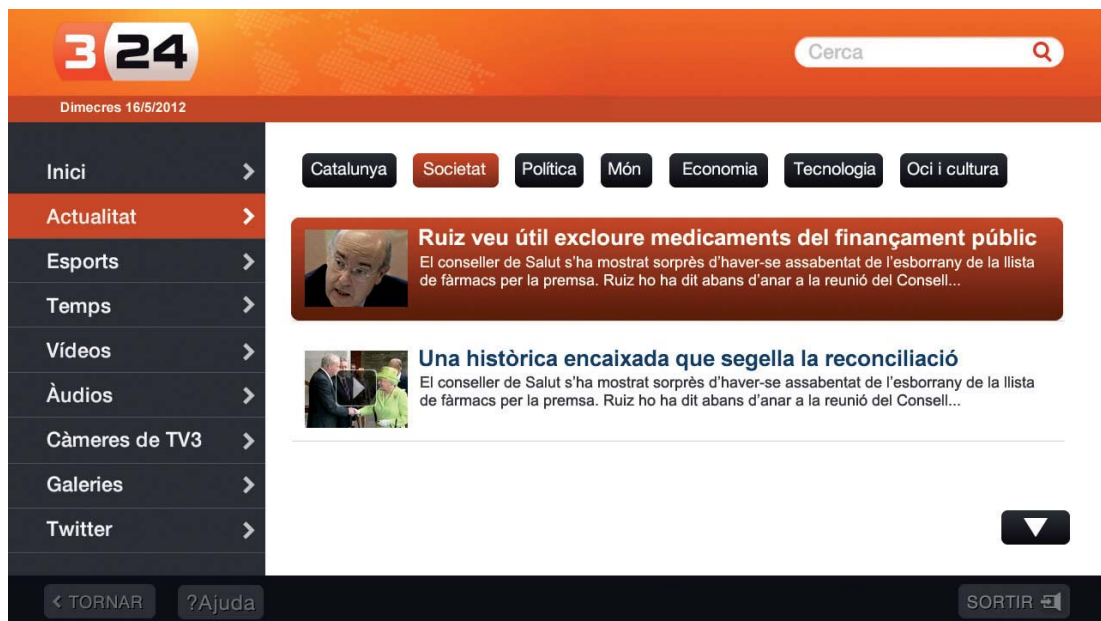 3 24
Cerca
Dimecres 16/5/2012
Inici
Actualitat
Esports
Temps
Vídeos
Àudios
Càmeres de TV3
Galeries
Twitter
Catalunya Societat Política Món Economia Tecnologia Oci i cultura
Ruiz veu útil excloure medicaments del finançament públic
El conseller de Salut s'ha mostrat sorprès d'haver-se assabentat de l'esborrany de la llista
de fàrmacs per la premsa. Ruiz ho ha dit abans d'anar a la reunió del Consell...
Una històrica encaixada que segella la reconciliació
El conseller de Salut s'ha mostrat sorprès d'haver-se assabentat de l'esborrany de la llista
de fàrmacs per la premsa. Ruiz ho ha dit abans d'anar a la reunió del Consell...
< TORNAR ?Ajuda SORTIR